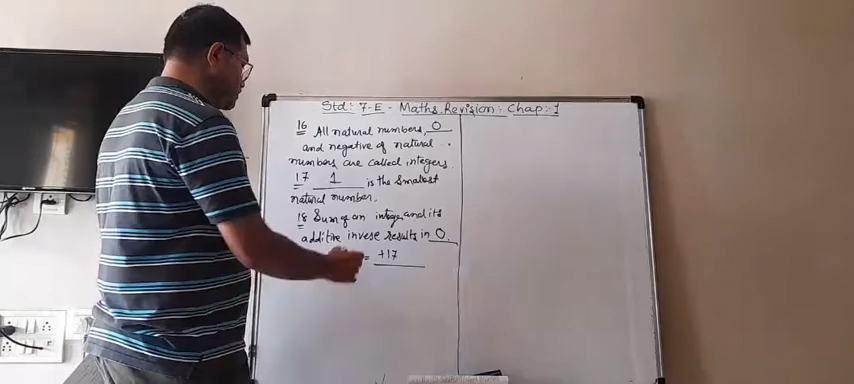 Std: 7-E - Maths Revision: Chap:-1
16 All natural numbers, 0
and negative of natural
numbers are called integers.
17 1 is the smallest
natural number.
18 Sum of an integer and its
additive invese results in 0.
= +17